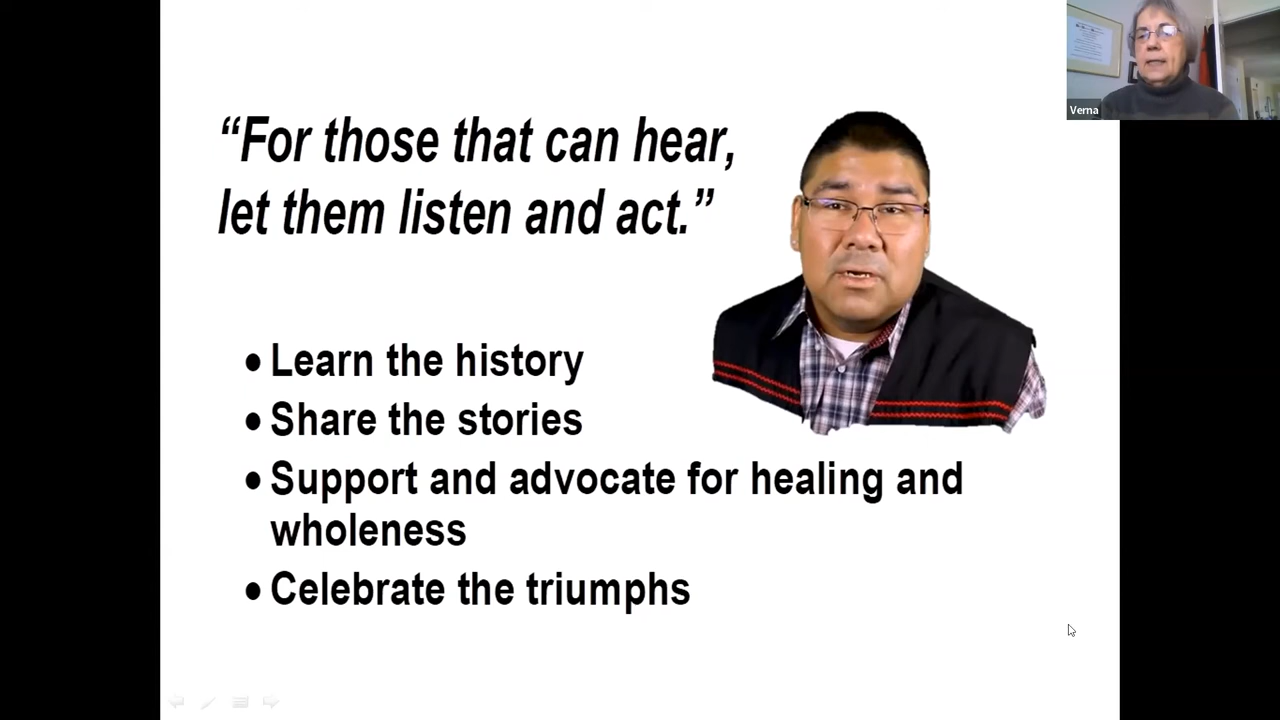 “For those that can hear,
let them listen and act.”
• Learn the history
• Share the stories
• Support and advocate for healing and
wholeness
• Celebrate the triumphs
Verna